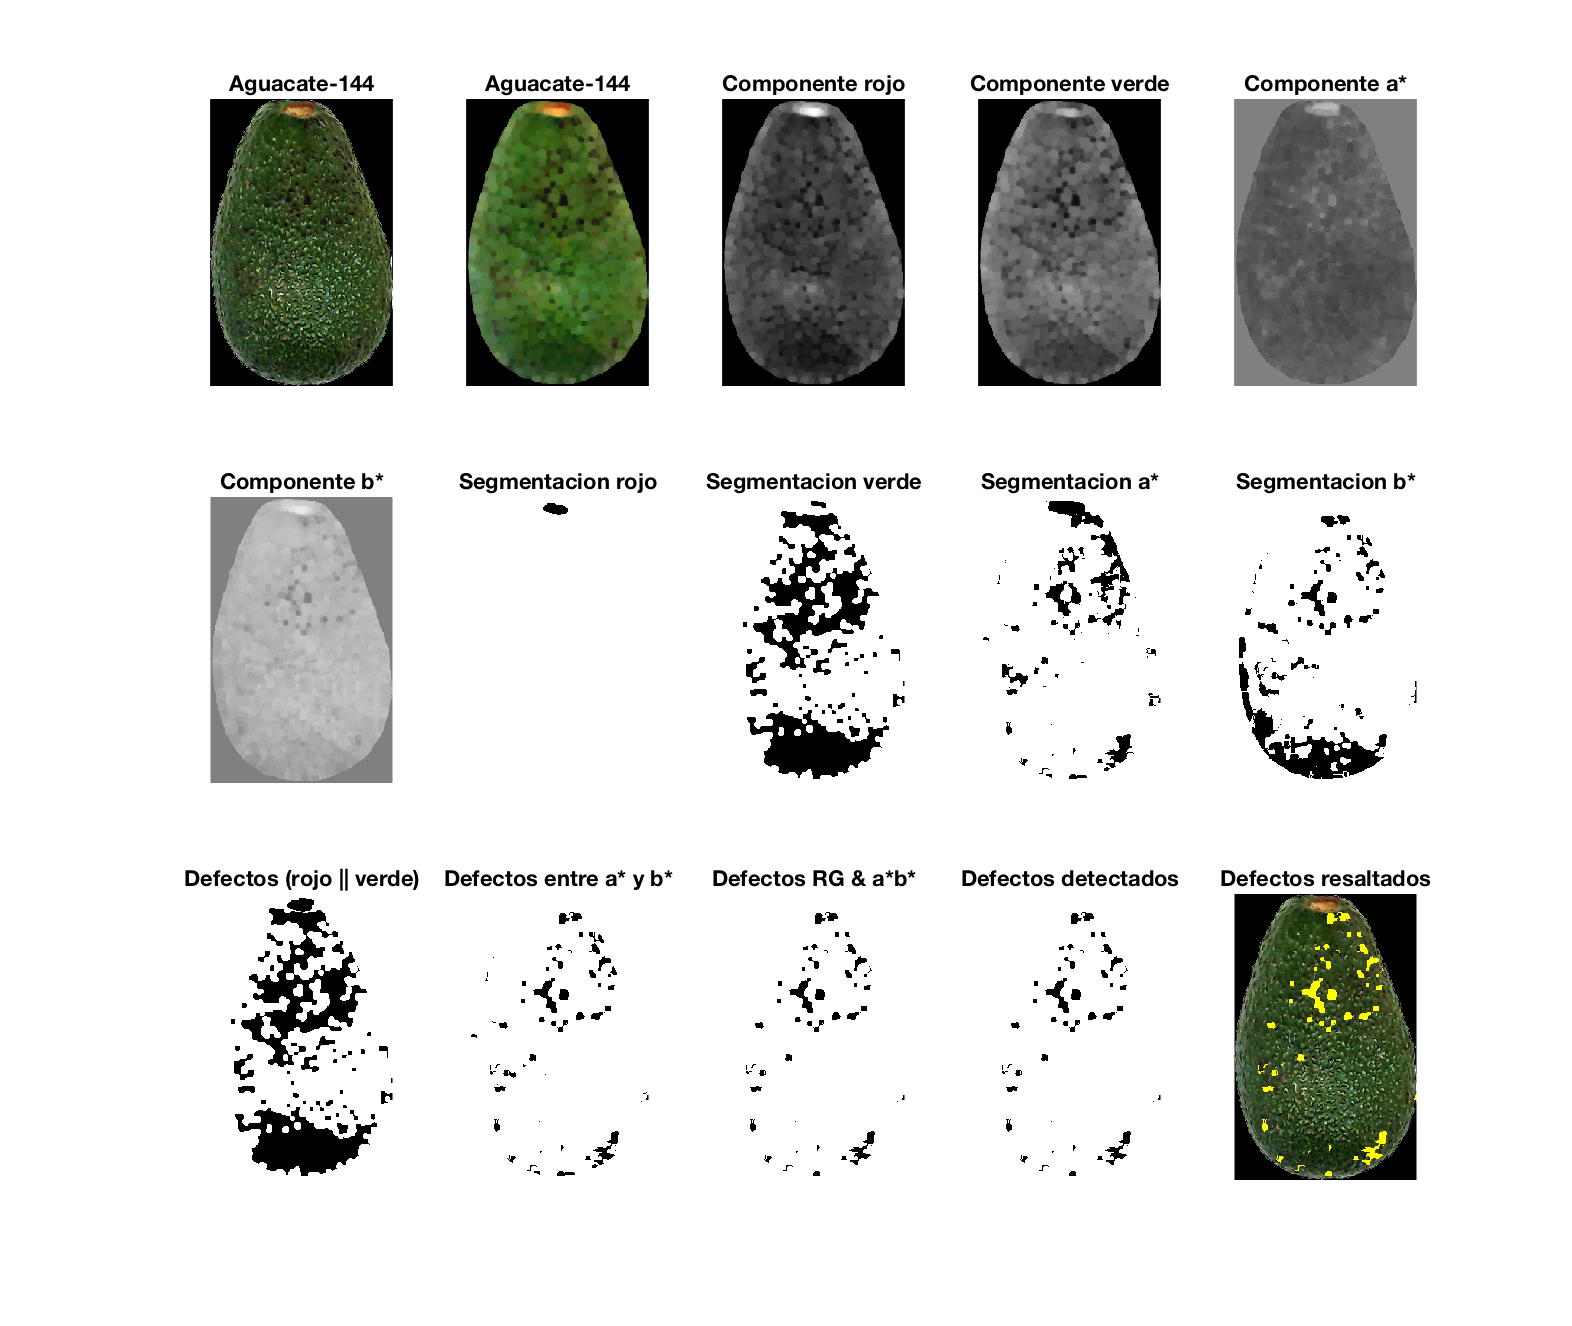 Aguacate-144
Aguacate-144
Componente rojo
Componente verde
Componente a*
Componente b*
Segmentacion rojo
Segmentacion verde
Segmentacion a*
Segmentacion b*
Defectos (rojo || verde)
Defectos entre a* y b*
Defectos RG & a*b*
Defectos detectados
Defectos resaltados